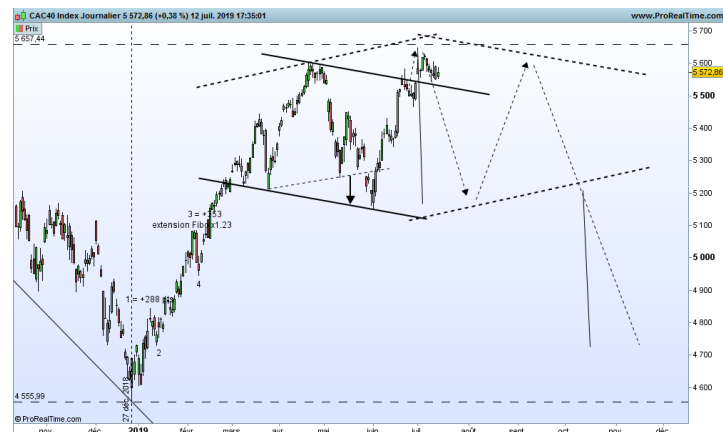 CAC40 Index Journalier 5 572,86 (+0,38 %) 12 juil. 2019 17:35:01
www.ProRealTime.com
Prix
5 657,44
5 700
5 600
5 572,86
5 500
5 400
5 300
5 200
5 100
5 000
4 900
4 800
4 700
4 600
3 = +353
extension Fibo x1.23
4
1 = +288 pts
2
4 555,99
27 déc. 2018
© ProRealTime.com
nov. déc. 2019 févr. mars avr. mai juin juil. août sept. oct. nov. déc.